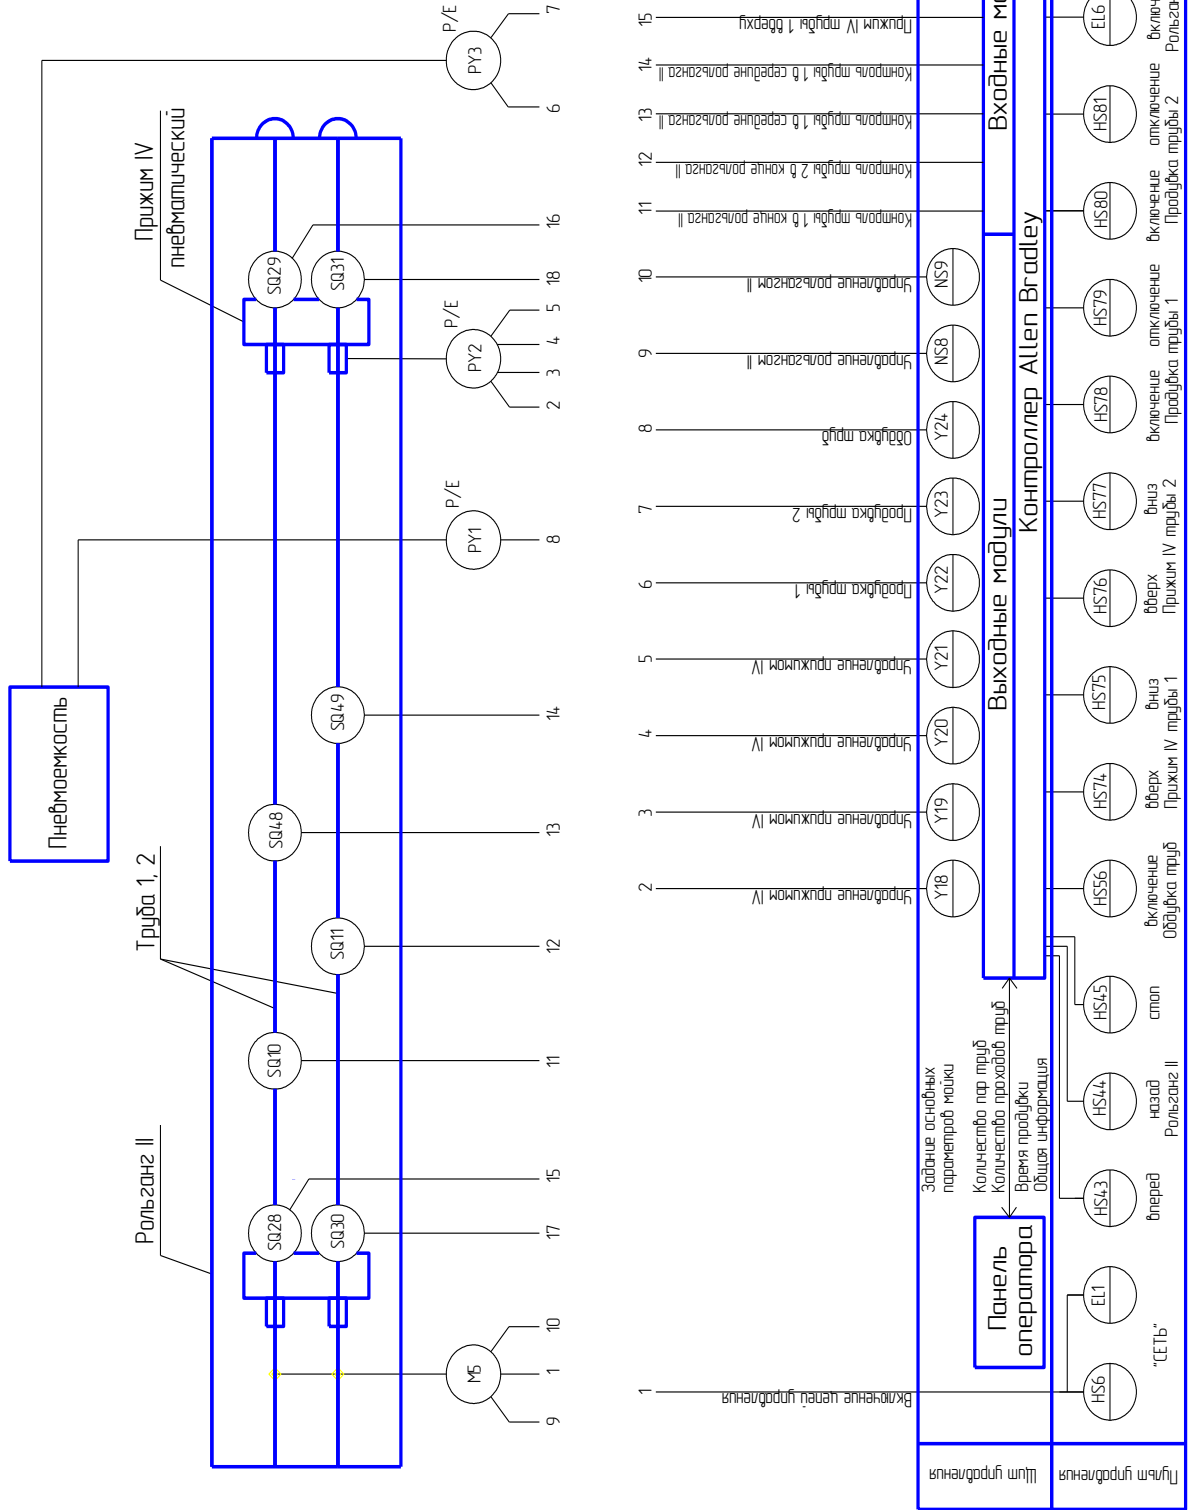 Пневмоемкость
Труба 1, 2
Рольганг II
Прижим IV
пневматический
SQ28
SQ30
SQ10
SQ11
SQ48
SQ49
SQ29
SQ31
M5
PY1
P/E
PY2
P/E
PY3
P/E
9
1
10
17
15
11
12
13
14
8
2
3
4
5
18
16
6
7
1
Включение цепей управления
2
Управление прижимом IV
3
Управление прижимом IV
4
Управление прижимом IV
5
Управление прижимом IV
6
Продувка трубы 1
7
Продувка трубы 2
8
Обдувка труб
9
Управление рольгангом II
10
Управление рольгангом II
11
Контроль трубы 1 в конце рольганга II
12
Контроль трубы 2 в конце рольганга II
13
Контроль трубы 1 в середине рольганга II
14
Контроль трубы 1 в середине рольганга II
15
Прижим IV трубы 1 вверху
Y18
Y19
Y20
Y21
Y22
Y23
Y24
NS8
NS9
Выходные модули
Входные мо
Контроллер Allen Bradley
Задание основных
параметров мойки
Количество пар труб
Количество проходов труб
Время продувки
Общая информация
Панель
оператора
Щит управления
Пульт управления
HS6
EL1
"СЕТЬ"
HS43
вперед
HS44
назад
Рольганг II
HS45
стоп
HS56
включение
Обдувка труб
HS74
вверх
HS75
вниз
Прижим IV трубы 1
HS76
вверх
HS77
вниз
Прижим IV трубы 2
HS78
включение
HS79
отключение
Продувка трубы 1
HS80
включение
HS81
отключение
Продувка трубы 2
EL6
включ
Рольган